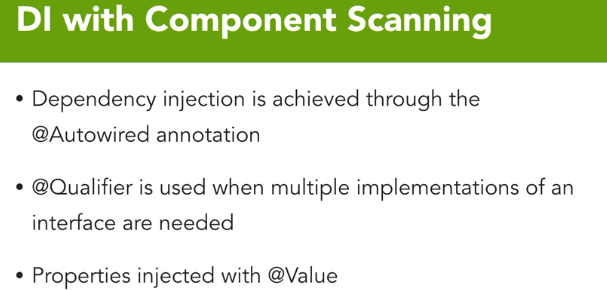 DI with Component Scanning
• Dependency injection is achieved through the
@Autowired annotation
• @Qualifier is used when multiple implementations of an
interface are needed
• Properties injected with @Value